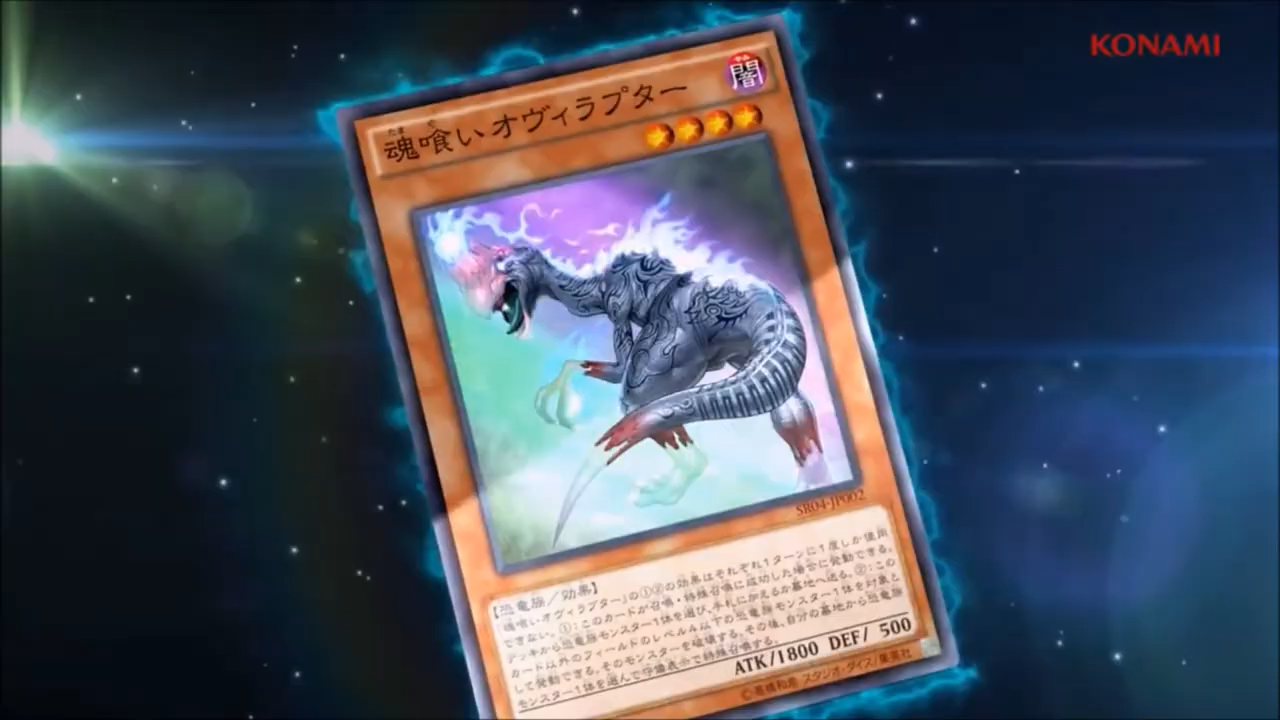 KONAMI
やみ
闇
たま ぐ
魂喰いオヴィラプター
SR04-JP002
【恐竜族/効果】
「魂喰いオヴィラプター」の①②の効果はそれぞれ1ターンに1度しか使用
できない。①:このカードが召喚・特殊召喚に成功した場合に発動できる。
デッキから恐竜族モンスター1体を選び、手札に加えるか墓地へ送る。②:この
カード以外のフィールドのレベル4以下の恐竜族モンスター1体を対象と
して発動できる。そのモンスターを破壊する。その後、自分の墓地から恐竜族
モンスター1体を選んで守備表示で特殊召喚する。
ATK/1800 DEF/ 500
©高橋和希 スタジオ・ダイス/集英社